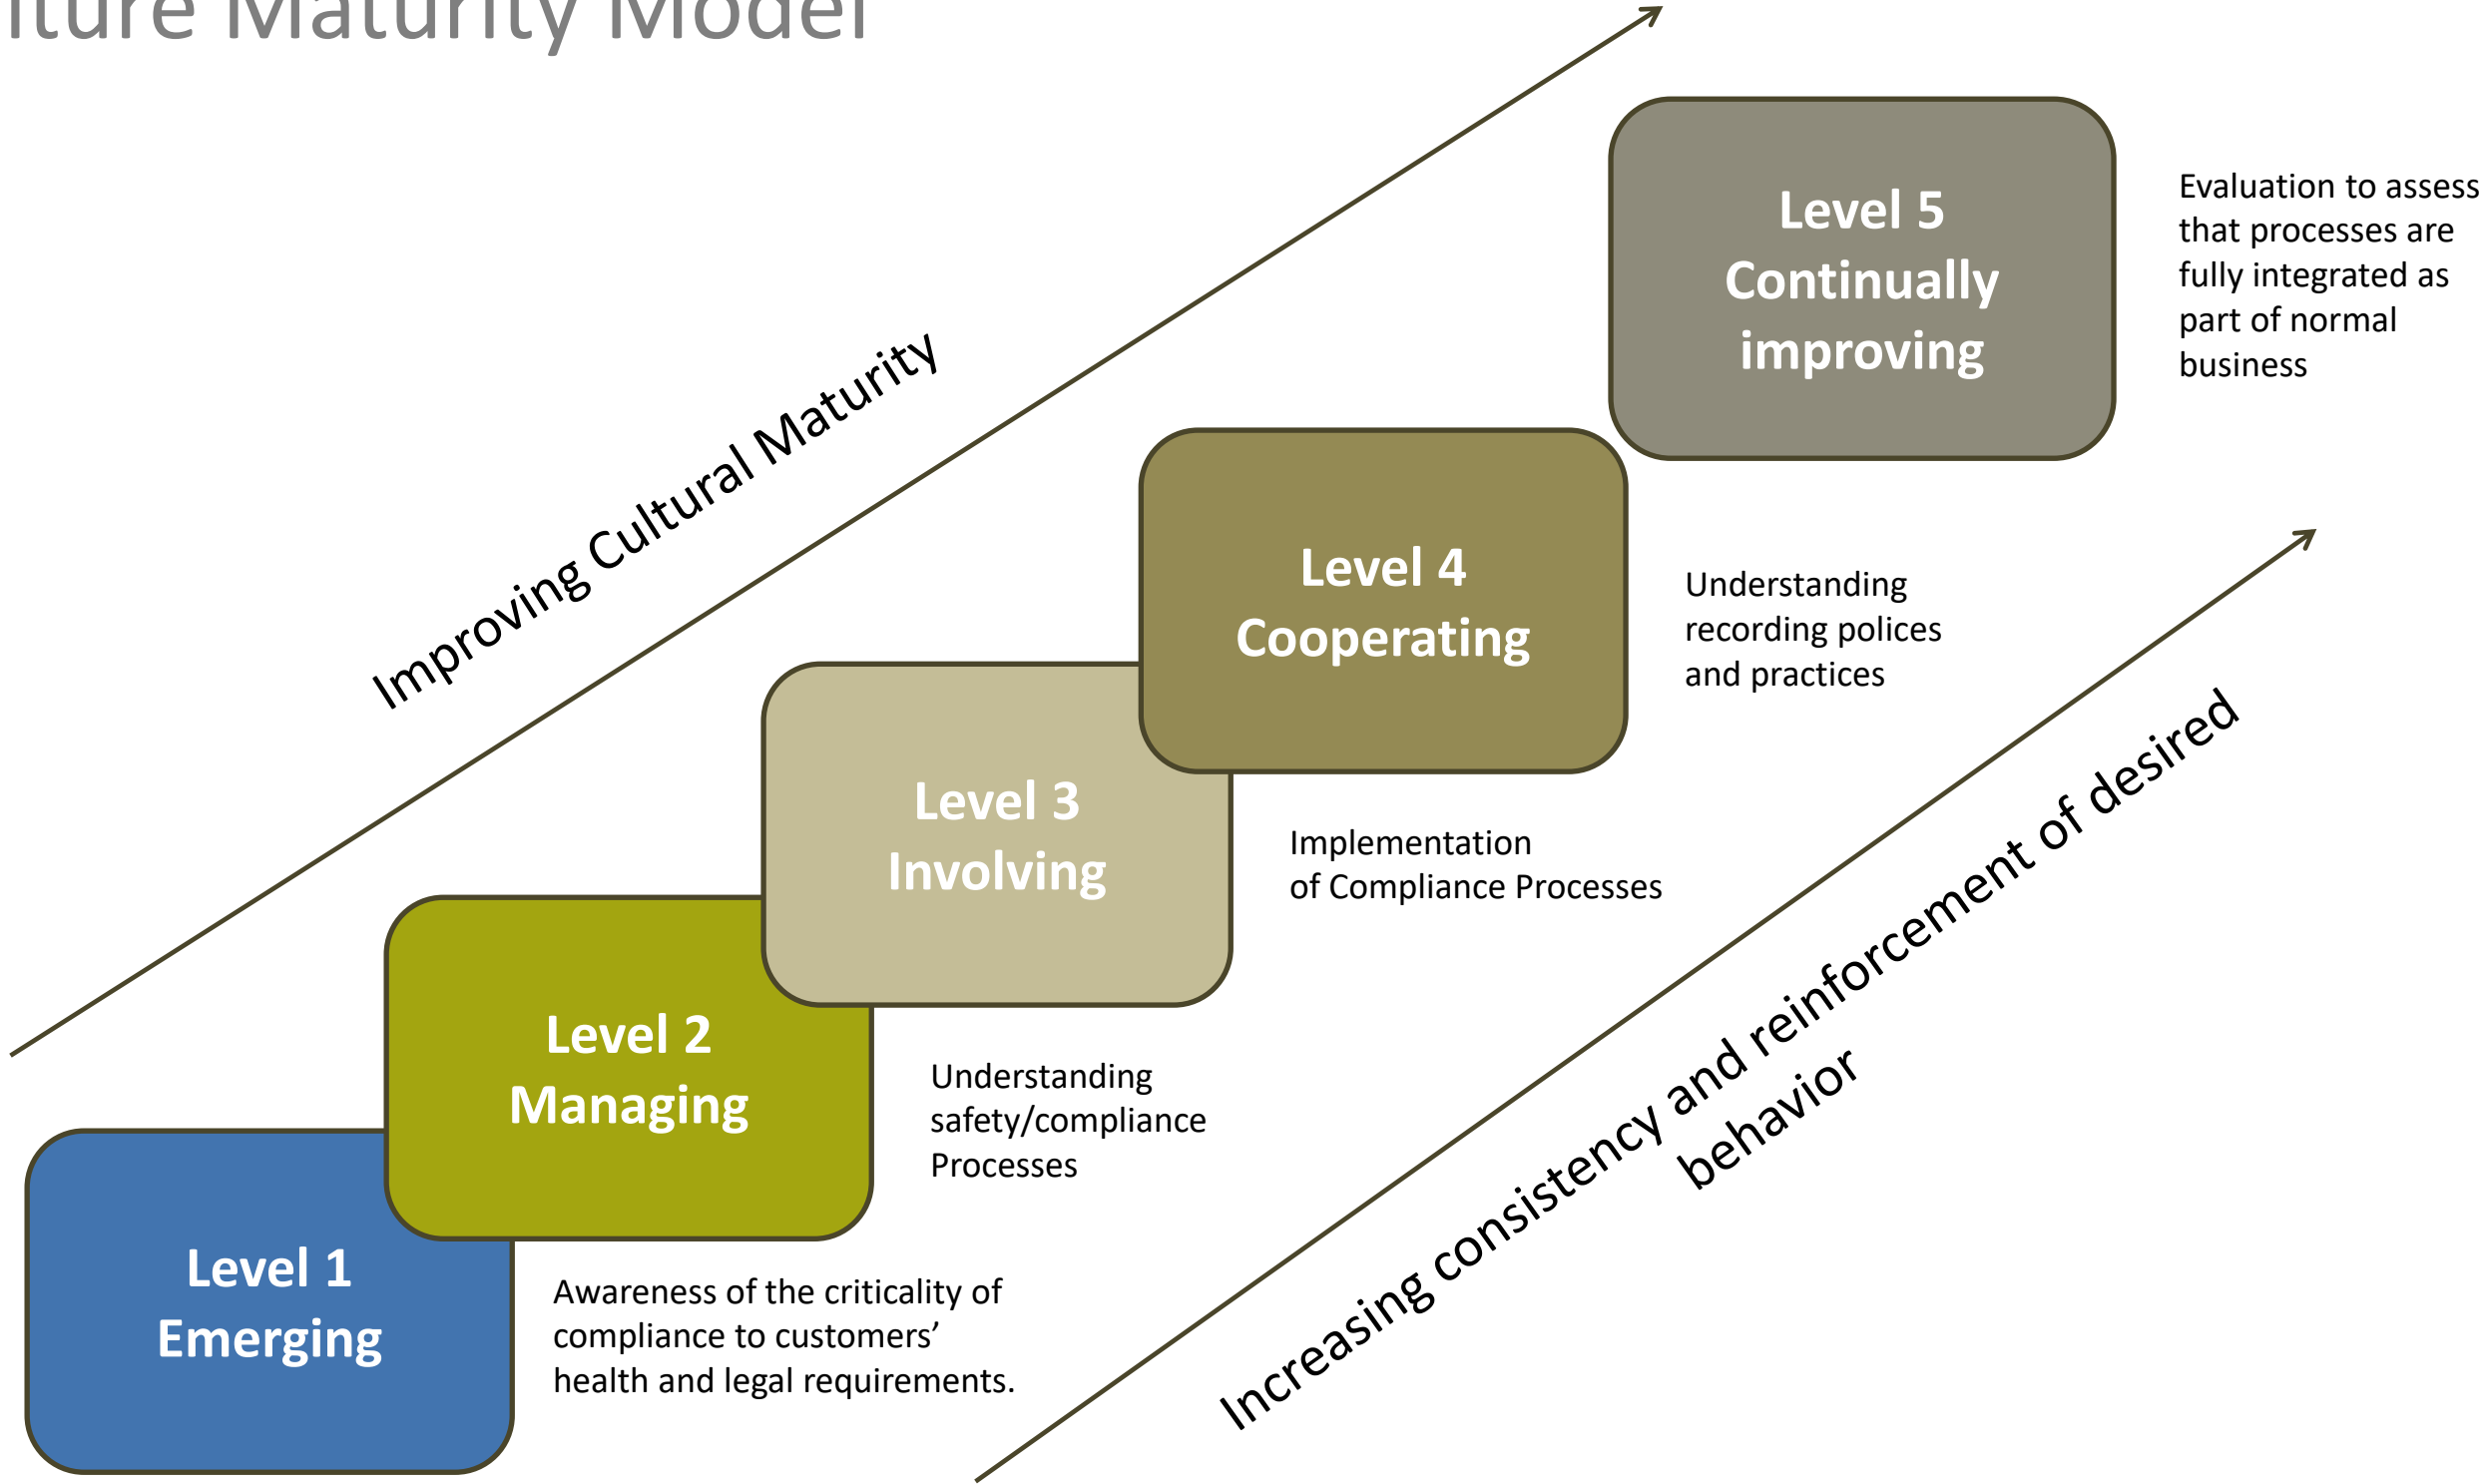 lture Maturity Model
Improving Cultural Maturity
Level 5
Continually
improving
Evaluation to assess
that processes are
fully integrated as
part of normal
business
Level 4
Cooperating
Understanding
recording polices
and practices
Level 3
Involving
Implementation
of Compliance Processes
Level 2
Managing
Understanding
safety/compliance
Processes
Level 1
Emerging
Awareness of the criticality of
compliance to customers’
health and legal requirements.
Increasing consistency and reinforcement of desired
behavior